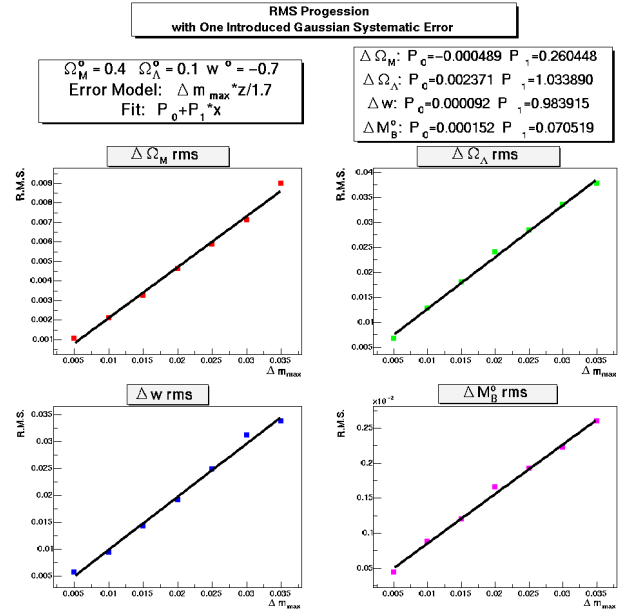 RMS Progession
with One Introduced Gaussian Systematic Error
Ω°M = 0.4 Ω°Λ = 0.1 w° = −0.7
Error Model: Δ m max*z/1.7
Fit: P0+P1*x
Δ ΩM: P0=−0.000489 P1=0.260448
Δ ΩΛ: P0=0.002371 P1=1.033890
Δw: P0=0.000092 P1=0.983915
Δ M°B: P0=0.000152 P1=0.070519
Δ ΩM rms
R.M.S.
0.009
0.008
0.007
0.006
0.005
0.004
0.003
0.002
0.001
0.005 0.01 0.015 0.02 0.025 0.03 0.035
Δ mmax
Δ ΩΛ rms
R.M.S.
0.04
0.035
0.03
0.025
0.02
0.015
0.01
0.005
0.005 0.01 0.015 0.02 0.025 0.03 0.035
Δ mmax
Δ w rms
R.M.S.
0.035
0.03
0.025
0.02
0.015
0.01
0.005
0.005 0.01 0.015 0.02 0.025 0.03 0.035
Δ mmax
Δ M°B rms
×10−2
R.M.S.
0.25
0.2
0.15
0.1
0.05
0.005 0.01 0.015 0.02 0.025 0.03 0.035
Δ mmax